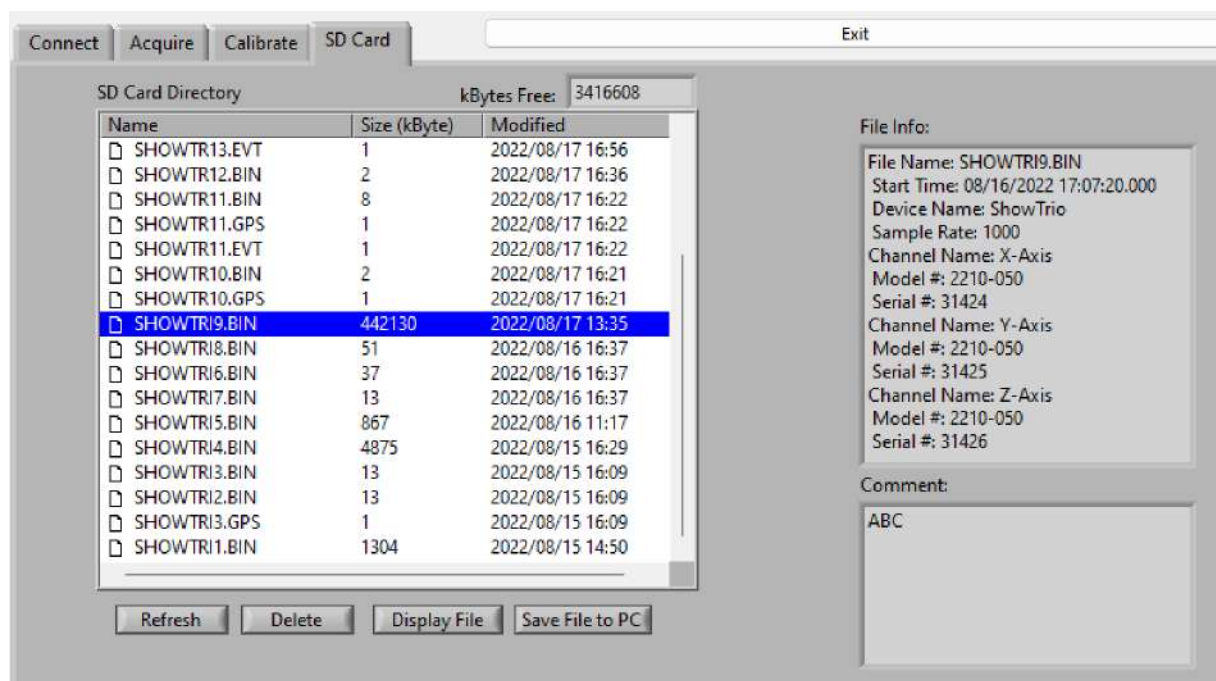 Connect Acquire Calibrate SD Card Exit
SD Card Directory kBytes Free: 3416608
Name Size (kByte) Modified
SHOWTR13.EVT 1 2022/08/17 16:56
SHOWTR12.BIN 2 2022/08/17 16:36
SHOWTR11.BIN 8 2022/08/17 16:22
SHOWTR11.GPS 1 2022/08/17 16:22
SHOWTR11.EVT 1 2022/08/17 16:22
SHOWTR10.BIN 2 2022/08/17 16:21
SHOWTR10.GPS 1 2022/08/17 16:21
SHOWTRI9.BIN 442130 2022/08/17 13:35
SHOWTRI8.BIN 51 2022/08/16 16:37
SHOWTRI6.BIN 37 2022/08/16 16:37
SHOWTRI7.BIN 13 2022/08/16 16:37
SHOWTRI5.BIN 867 2022/08/16 11:17
SHOWTRI4.BIN 4875 2022/08/15 16:29
SHOWTRI3.BIN 13 2022/08/15 16:09
SHOWTRI2.BIN 13 2022/08/15 16:09
SHOWTRI3.GPS 1 2022/08/15 16:09
SHOWTRI1.BIN 1304 2022/08/15 14:50
Refresh Delete Display File Save File to PC
File Info:
File Name: SHOWTRI9.BIN
Start Time: 08/16/2022 17:07:20.000
Device Name: ShowTrio
Sample Rate: 1000
Channel Name: X-Axis
Model #: 2210-050
Serial #: 31424
Channel Name: Y-Axis
Model #: 2210-050
Serial #: 31425
Channel Name: Z-Axis
Model #: 2210-050
Serial #: 31426
Comment:
ABC